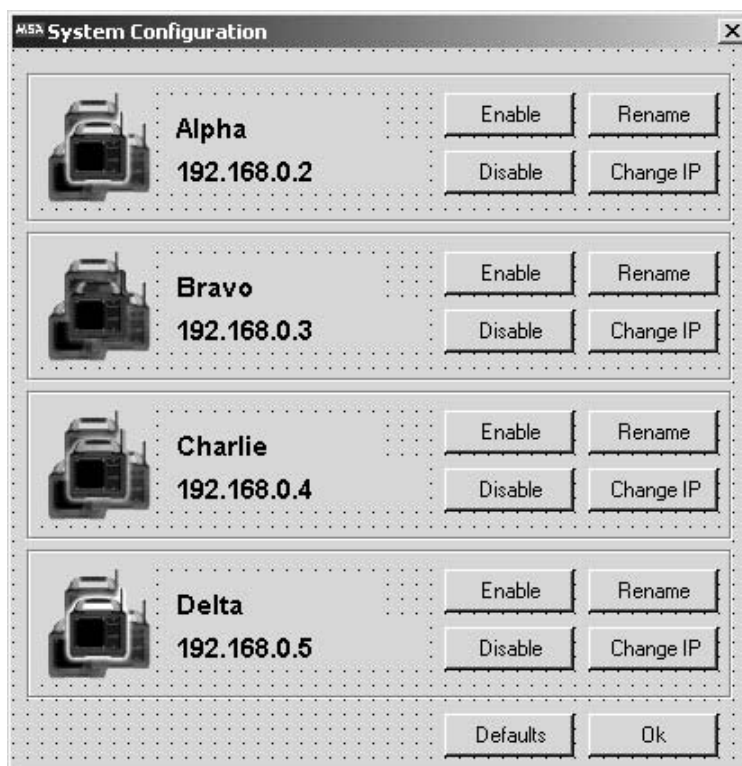 MSA System Configuration
Alpha
192.168.0.2
Enable Rename
Disable Change IP
Bravo
192.168.0.3
Enable Rename
Disable Change IP
Charlie
192.168.0.4
Enable Rename
Disable Change IP
Delta
192.168.0.5
Enable Rename
Disable Change IP
Defaults Ok